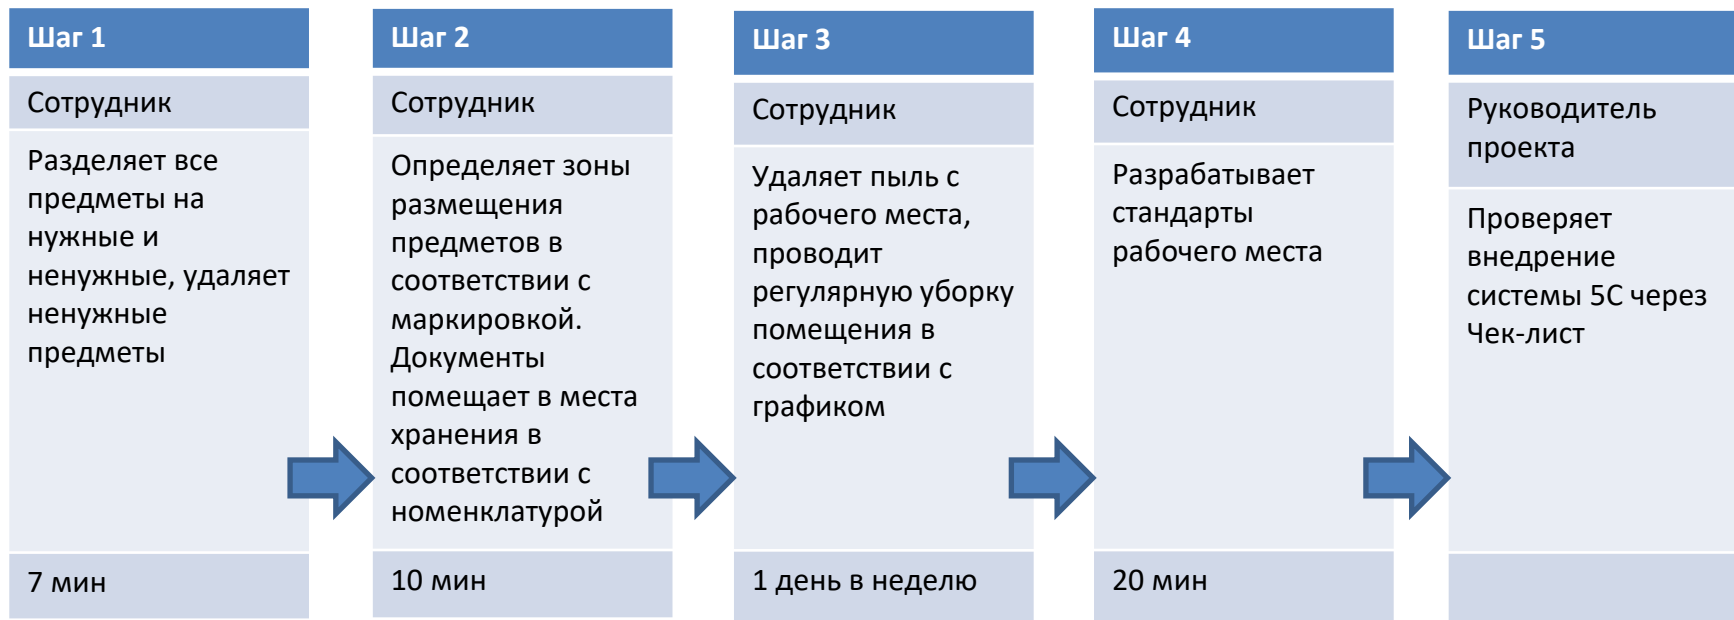 Шаг 1
Сотрудник
Разделяет все
предметы на
нужные и
ненужные, удаляет
ненужные
предметы
7 мин
Шаг 2
Сотрудник
Определяет зоны
размещения
предметов в
соответствии с
маркировкой.
Документы
помещает в места
хранения в
соответствии с
номенклатурой
10 мин
Шаг 3
Сотрудник
Удаляет пыль с
рабочего места,
проводит
регулярную уборку
помещения в
соответствии с
графиком
1 день в неделю
Шаг 4
Сотрудник
Разрабатывает
стандарты
рабочего места
20 мин
Шаг 5
Руководитель
проекта
Проверяет
внедрение
системы 5С через
Чек-лист